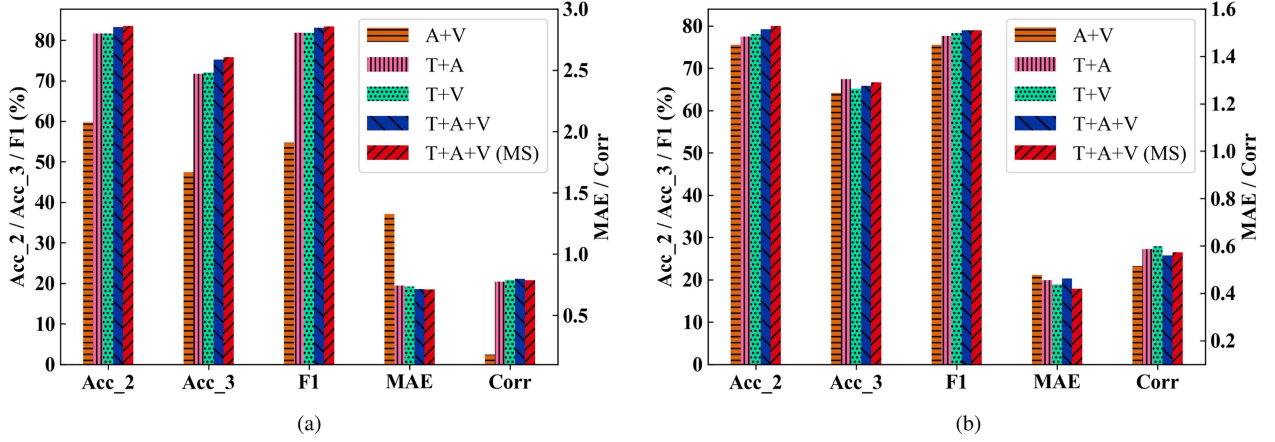 Acc_2 / Acc_3 / F1 (%)
80
70
60
50
40
30
20
10
0
3.0
2.5
2.0
1.5
1.0
0.5
MAE / Corr
A+V
T+A
T+V
T+A+V
T+A+V (MS)
Acc_2 Acc_3 F1 MAE Corr
(a)
Acc_2 / Acc_3 / F1 (%)
80
70
60
50
40
30
20
10
0
1.6
1.4
1.2
1.0
0.8
0.6
0.4
0.2
MAE / Corr
A+V
T+A
T+V
T+A+V
T+A+V (MS)
Acc_2 Acc_3 F1 MAE Corr
(b)